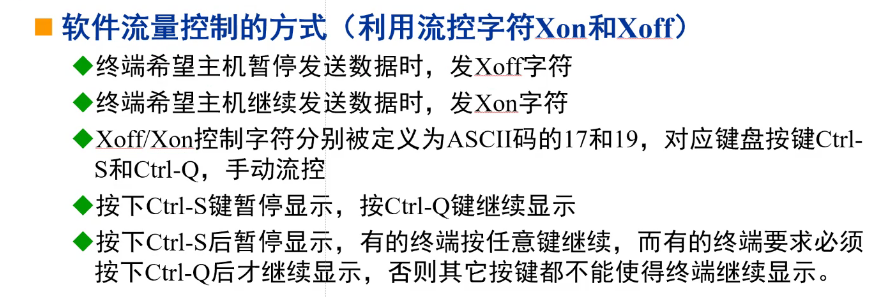 软件流量控制的方式（利用流控字符Xon和Xoff）
终端希望主机暂停发送数据时，发Xoff字符
终端希望主机继续发送数据时，发Xon字符
Xoff/Xon控制字符分别被定义为ASCII码的17和19，对应键盘按键Ctrl-
S和Ctrl-Q，手动流控
按下Ctrl-S键暂停显示，按Ctrl-Q键继续显示
按下Ctrl-S后暂停显示，有的终端按任意键继续，而有的终端要求必须
按下Ctrl-Q后才继续显示，否则其它按键都不能使得终端继续显示。